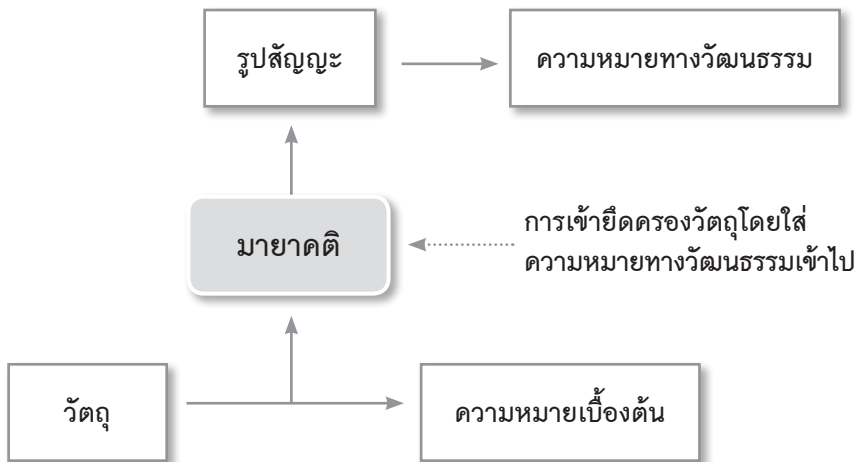 รูปสัญญะ
ความหมายทางวัฒนธรรม
มายาคติ
การเข้ายึดครองวัตถุโดยใส่
ความหมายทางวัฒนธรรมเข้าไป
วัตถุ
ความหมายเบื้องต้น